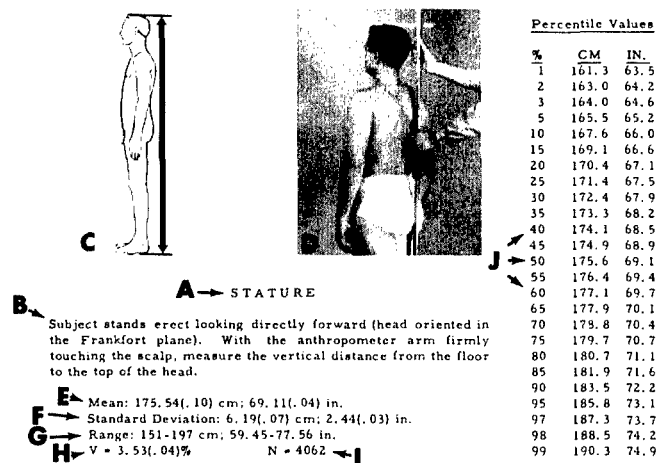 Percentile Values
% CM IN.
1 161.3 63.5
2 163.0 64.2
3 164.0 64.6
5 165.5 65.2
10 167.6 66.0
15 169.1 66.6
20 170.4 67.1
25 171.4 67.5
30 172.4 67.9
35 173.3 68.2
40 174.1 68.5
45 174.9 68.9
J 50 175.6 69.1
55 176.4 69.4
60 177.1 69.7
65 177.9 70.1
70 178.8 70.4
75 179.7 70.7
80 180.7 71.1
85 181.9 71.6
90 183.5 72.2
95 185.8 73.1
97 187.3 73.7
98 188.5 74.2
99 190.3 74.9
C
D
A STATURE
B
Subject stands erect looking directly forward (head oriented in
the Frankfort plane). With the anthropometer arm firmly
touching the scalp, measure the vertical distance from the floor
to the top of the head.
E Mean: 175.54(.10) cm; 69.11(.04) in.
F Standard Deviation: 6.19(.07) cm; 2.44(.03) in.
G Range: 151-197 cm; 59.45-77.56 in.
H V = 3.53(.04)% N = 4062 I